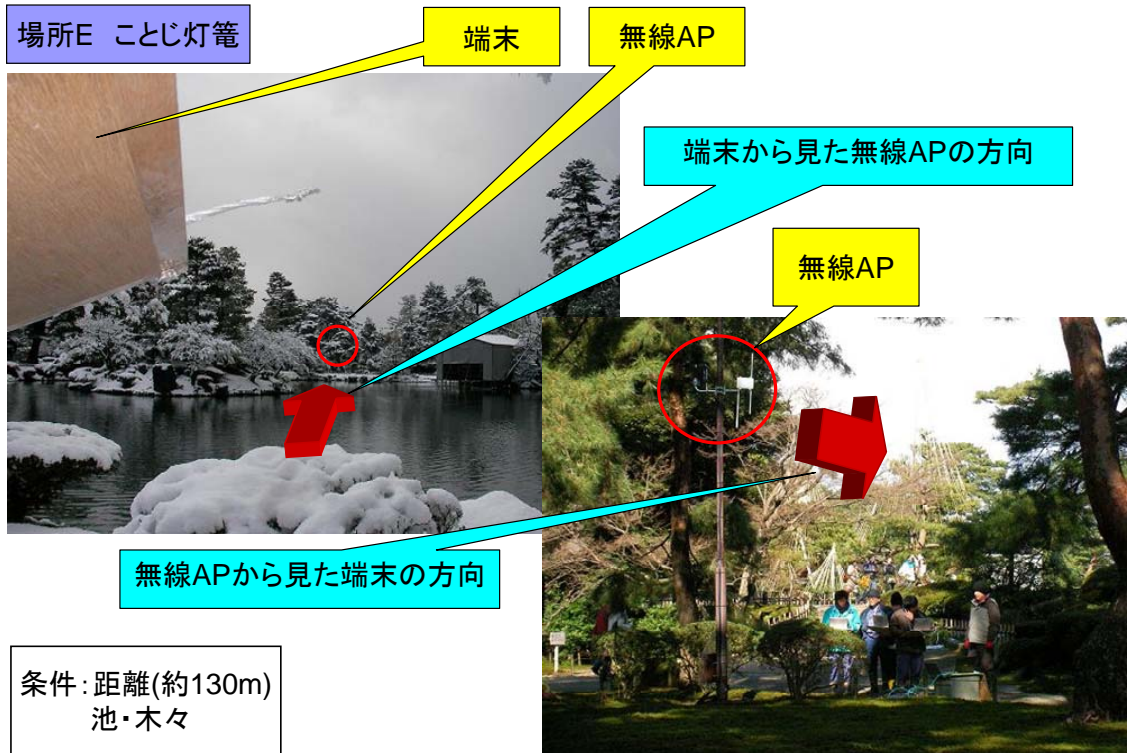 場所E ことじ灯篭
端末
無線AP
端末から見た無線APの方向
無線AP
無線APから見た端末の方向
条件:距離(約130m)
池・木々